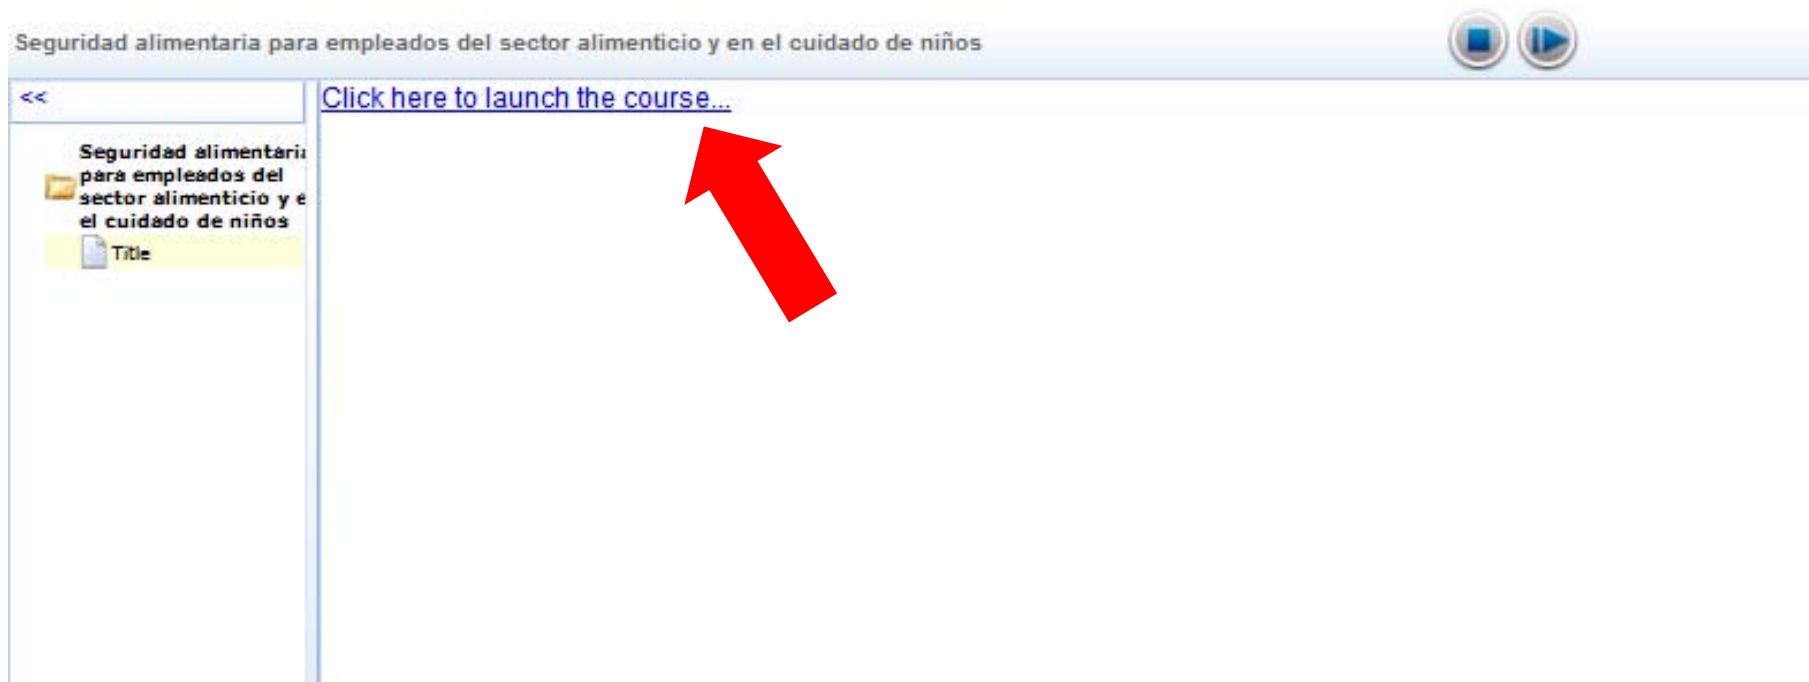 Seguridad alimentaria para empleados del sector alimenticio y en el cuidado de niños
<<
Click here to launch the course...
Seguridad alimentaria
para empleados del
sector alimenticio y e
el cuidado de niños
Title